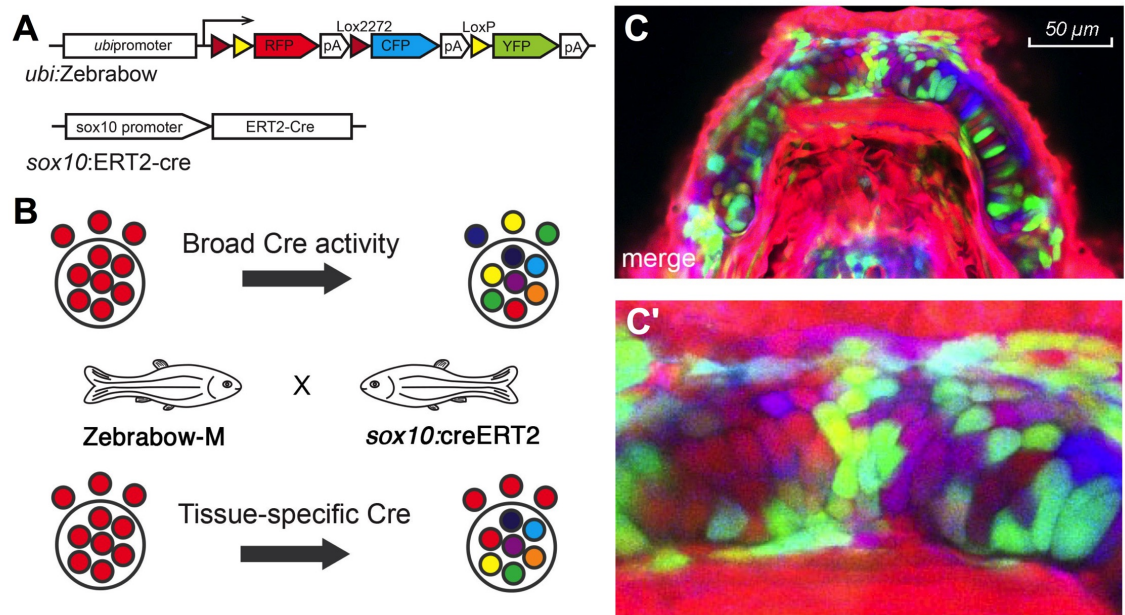 A
Lox2272
LoxP
ubipromoter
RFP
pA
CFP
pA
YFP
pA
ubi:Zebrabow
sox10 promoter
ERT2-Cre
sox10:ERT2-cre
B
Broad Cre activity
X
Zebrabow-M
sox10:creERT2
Tissue-specific Cre
C
50 µm
merge
C'